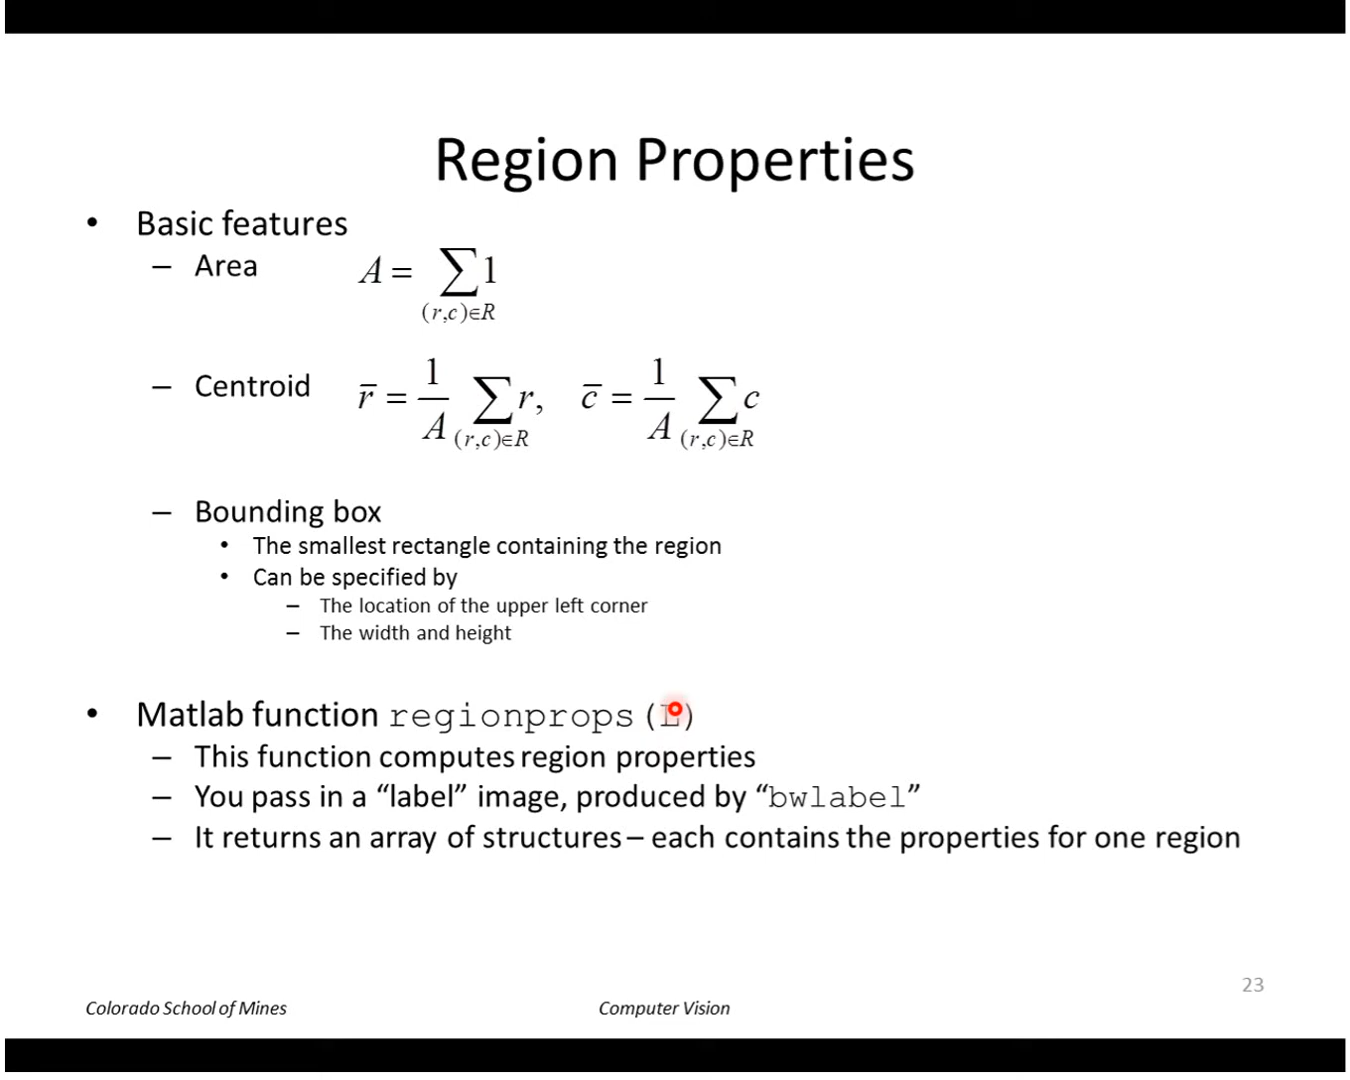 Region Properties
• Basic features
– Area A = ∑1
(r,c)∈R
– Centroid r̄ = 1/A ∑r, c̄ = 1/A ∑c
(r,c)∈R (r,c)∈R
– Bounding box
• The smallest rectangle containing the region
• Can be specified by
– The location of the upper left corner
– The width and height
• Matlab function regionprops(L)
– This function computes region properties
– You pass in a “label” image, produced by “bwlabel”
– It returns an array of structures – each contains the properties for one region
23
Colorado School of Mines Computer Vision